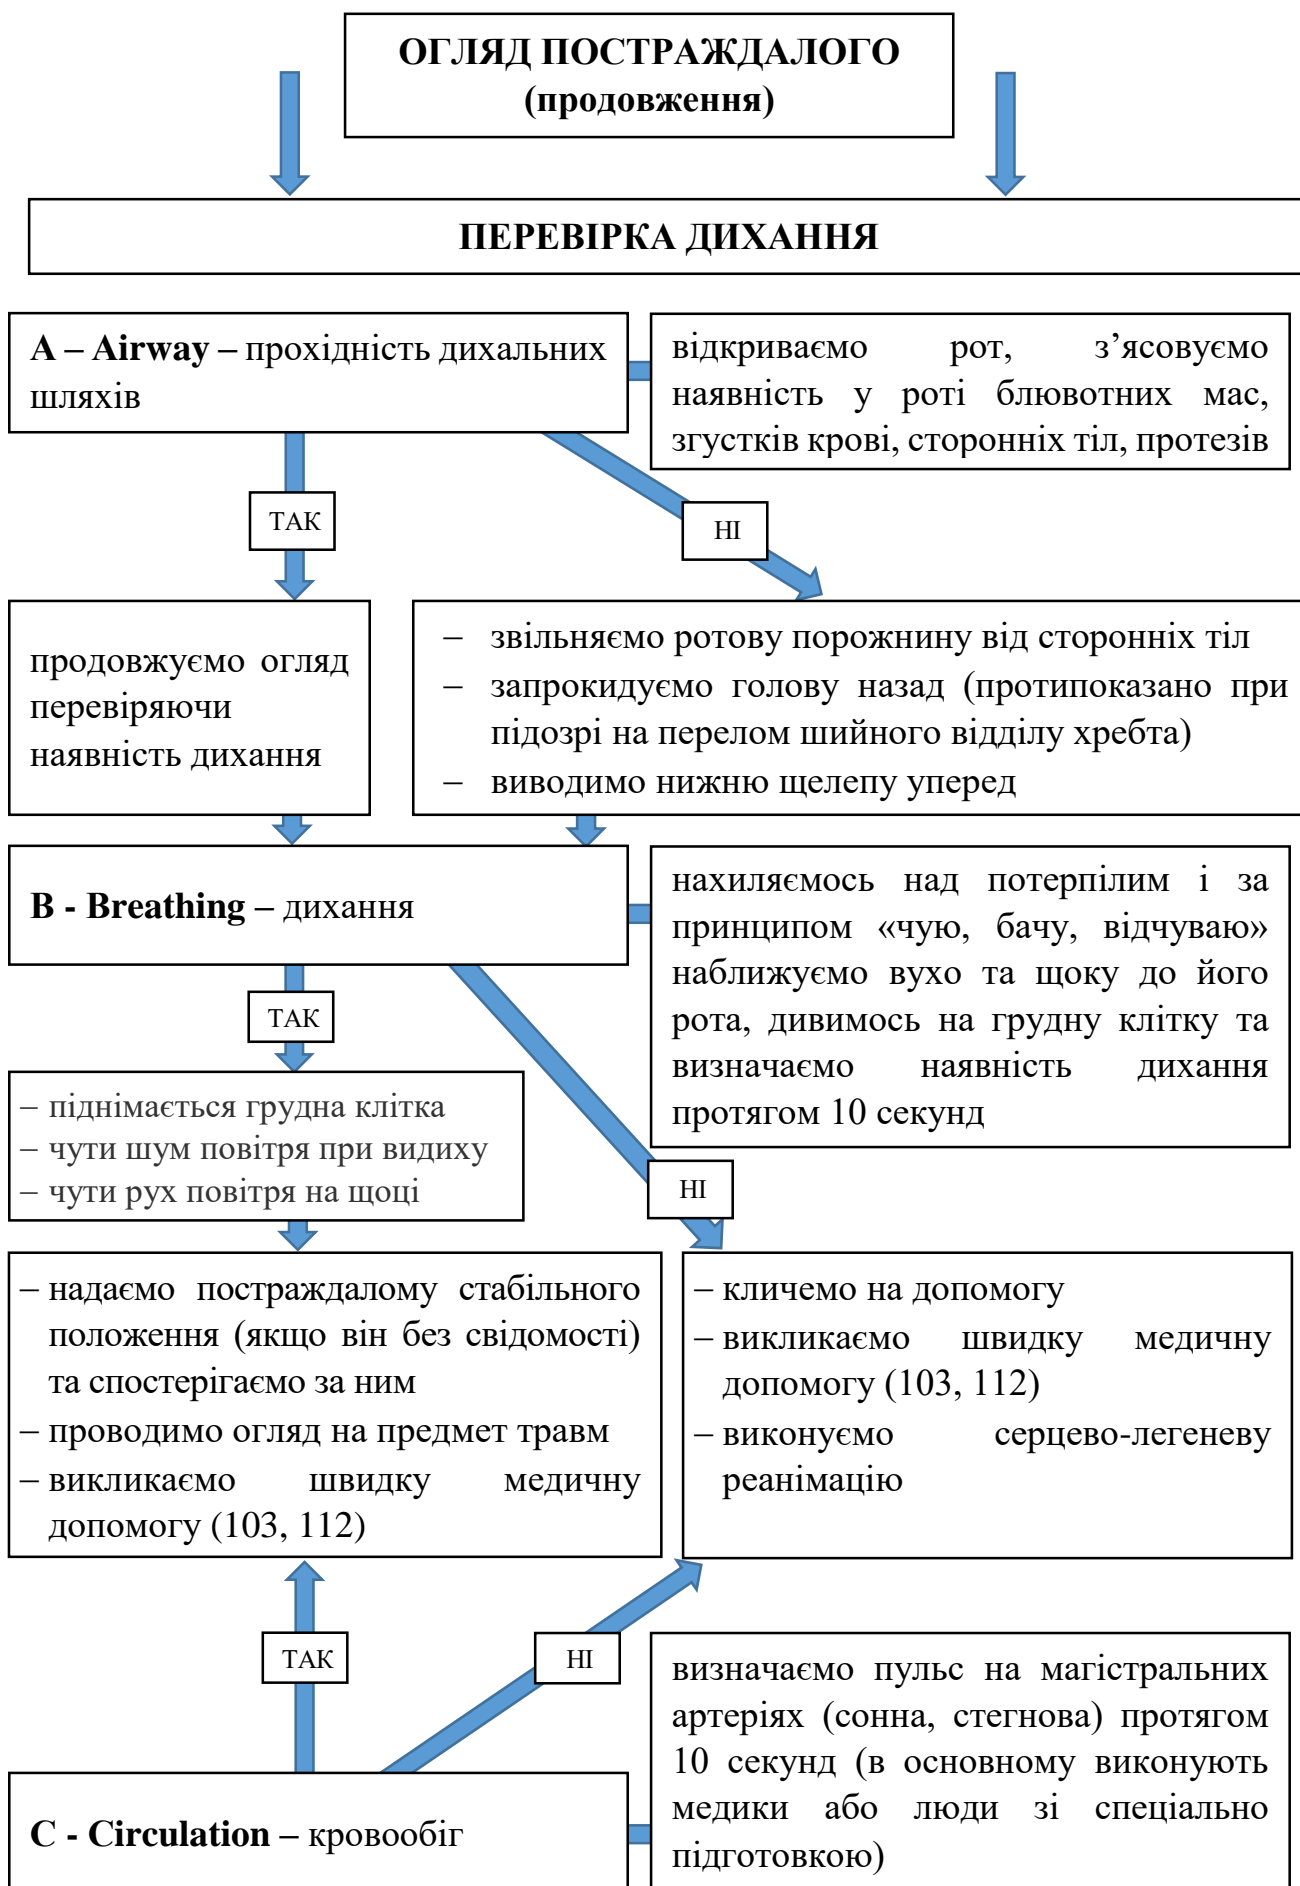 ОГЛЯД ПОСТРАЖДАЛОГО
(продовження)
ПЕРЕВІРКА ДИХАННЯ
A – Airway – прохідність дихальних
шляхів
відкриваємо рот, з’ясовуємо
наявність у роті блювотних мас,
згустків крові, сторонніх тіл, протезів
ТАК
НІ
продовжуємо огляд
перевіряючи
наявність дихання
– звільняємо ротову порожнину від сторонніх тіл
– запрокидуємо голову назад (протипоказано при
підозрі на перелом шийного відділу хребта)
– виводимо нижню щелепу уперед
B - Breathing – дихання
нахиляємось над потерпілим і за
принципом «чую, бачу, відчуваю»
наближуємо вухо та щоку до його
рота, дивимось на грудну клітку та
визначаємо наявність дихання
протягом 10 секунд
ТАК
– піднімається грудна клітка
– чути шум повітря при видиху
– чути рух повітря на щоці
НІ
– надаємо постраждалому стабільного
положення (якщо він без свідомості)
та спостерігаємо за ним
– проводимо огляд на предмет травм
– викликаємо швидку медичну
допомогу (103, 112)
– кличемо на допомогу
– викликаємо швидку медичну
допомогу (103, 112)
– виконуємо серцево-легеневу
реанімацію
ТАК
НІ
C - Circulation – кровообіг
визначаємо пульс на магістральних
артеріях (сонна, стегнова) протягом
10 секунд (в основному виконують
медики або люди зі спеціально
підготовкою)